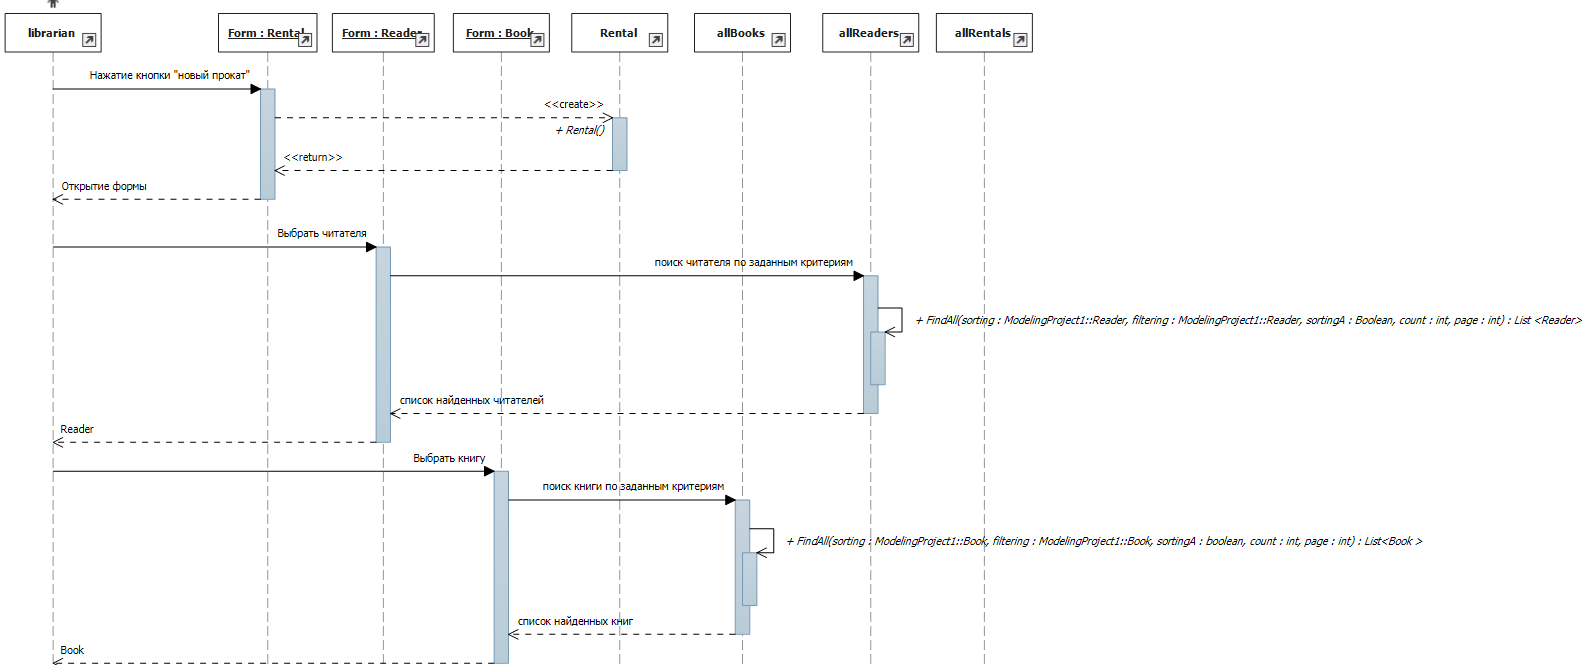 librarian
Form : Rental
Form : Reader
Form : Book
Rental
allBooks
allReaders
allRentals
Нажатие кнопки "новый прокат"
<<create>>
+ Rental()
<<return>>
Открытие формы
Выбрать читателя
поиск читателя по заданным критериям
+ FindAll(sorting : ModelingProject1::Reader, filtering : ModelingProject1::Reader, sortingA : Boolean, count : int, page : int) : List <Reader>
список найденных читателей
Reader
Выбрать книгу
поиск книги по заданным критериям
+ FindAll(sorting : ModelingProject1::Book, filtering : ModelingProject1::Book, sortingA : boolean, count : int, page : int) : List<Book >
список найденных книг
Book